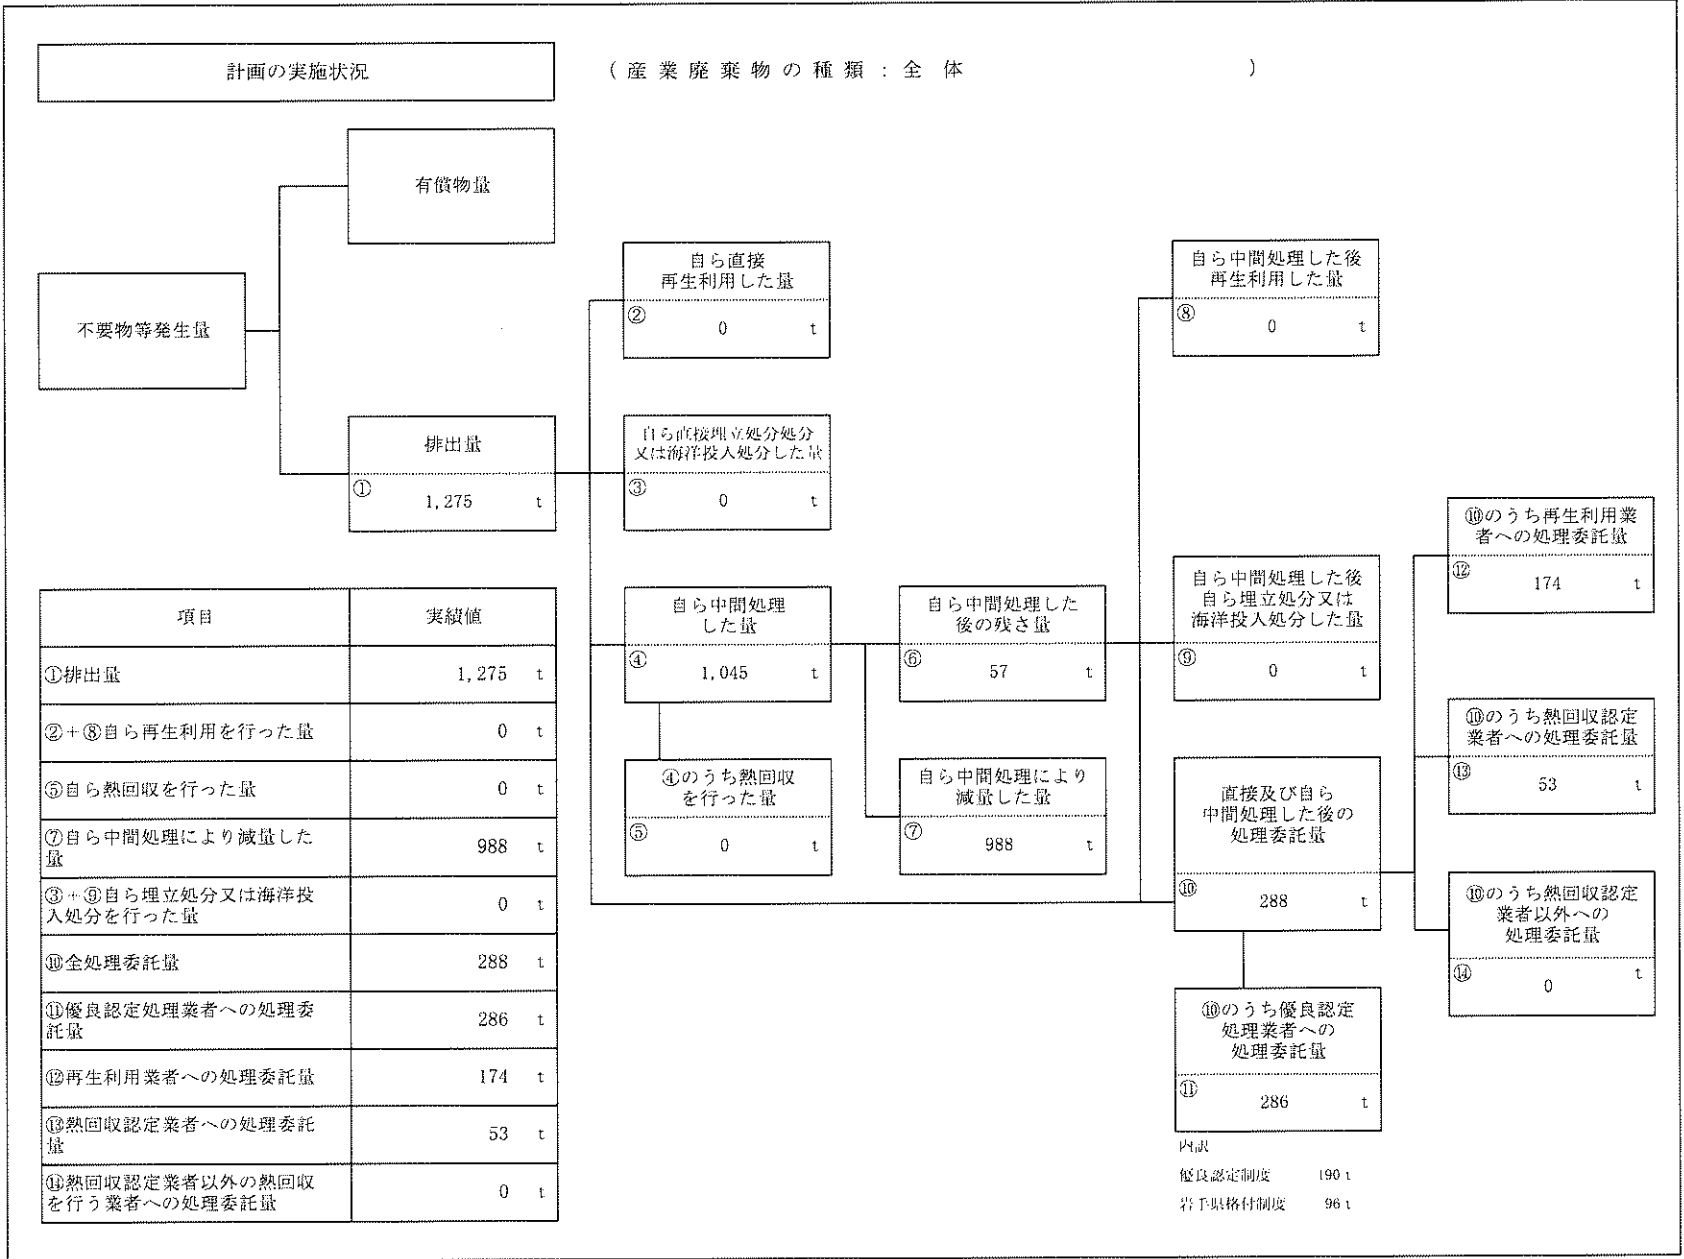 計画の実施状況
（産業廃棄物の種類：全 体 ）
有償物量
不要物等発生量
排出量
① 1,275 t
自ら直接
再生利用した量
② 0 t
自ら直接埋立処分処分
又は海洋投入処分した量
③ 0 t
自ら中間処理
した量
④ 1,045 t
④のうち熱回収
を行った量
⑤ 0 t
自ら中間処理した
後の残さ量
⑥ 57 t
自ら中間処理により
減量した量
⑦ 988 t
自ら中間処理した後
再生利用した量
⑧ 0 t
自ら中間処理した後
自ら埋立処分又は
海洋投入処分した量
⑨ 0 t
直接及び自ら
中間処理した後の
処理委託量
⑩ 288 t
⑩のうち優良認定
処理業者への
処理委託量
⑪ 286 t
内訳
優良認定制度 190 t
岩手県格付制度 96 t
⑩のうち再生利用業
者への処理委託量
⑫ 174 t
⑩のうち熱回収認定
業者への処理委託量
⑬ 53 t
⑩のうち熱回収認定
業者以外への
処理委託量
⑭ 0 t
項目 実績値
①排出量 1,275 t
②＋⑧自ら再生利用を行った量 0 t
⑤自ら熱回収を行った量 0 t
⑦自ら中間処理により減量した
量 988 t
③＋⑨自ら埋立処分又は海洋投
入処分を行った量 0 t
⑩全処理委託量 288 t
⑪優良認定処理業者への処理委
託量 286 t
⑫再生利用業者への処理委託量 174 t
⑬熱回収認定業者への処理委託
量 53 t
⑭熱回収認定業者以外の熱回収
を行う業者への処理委託量 0 t